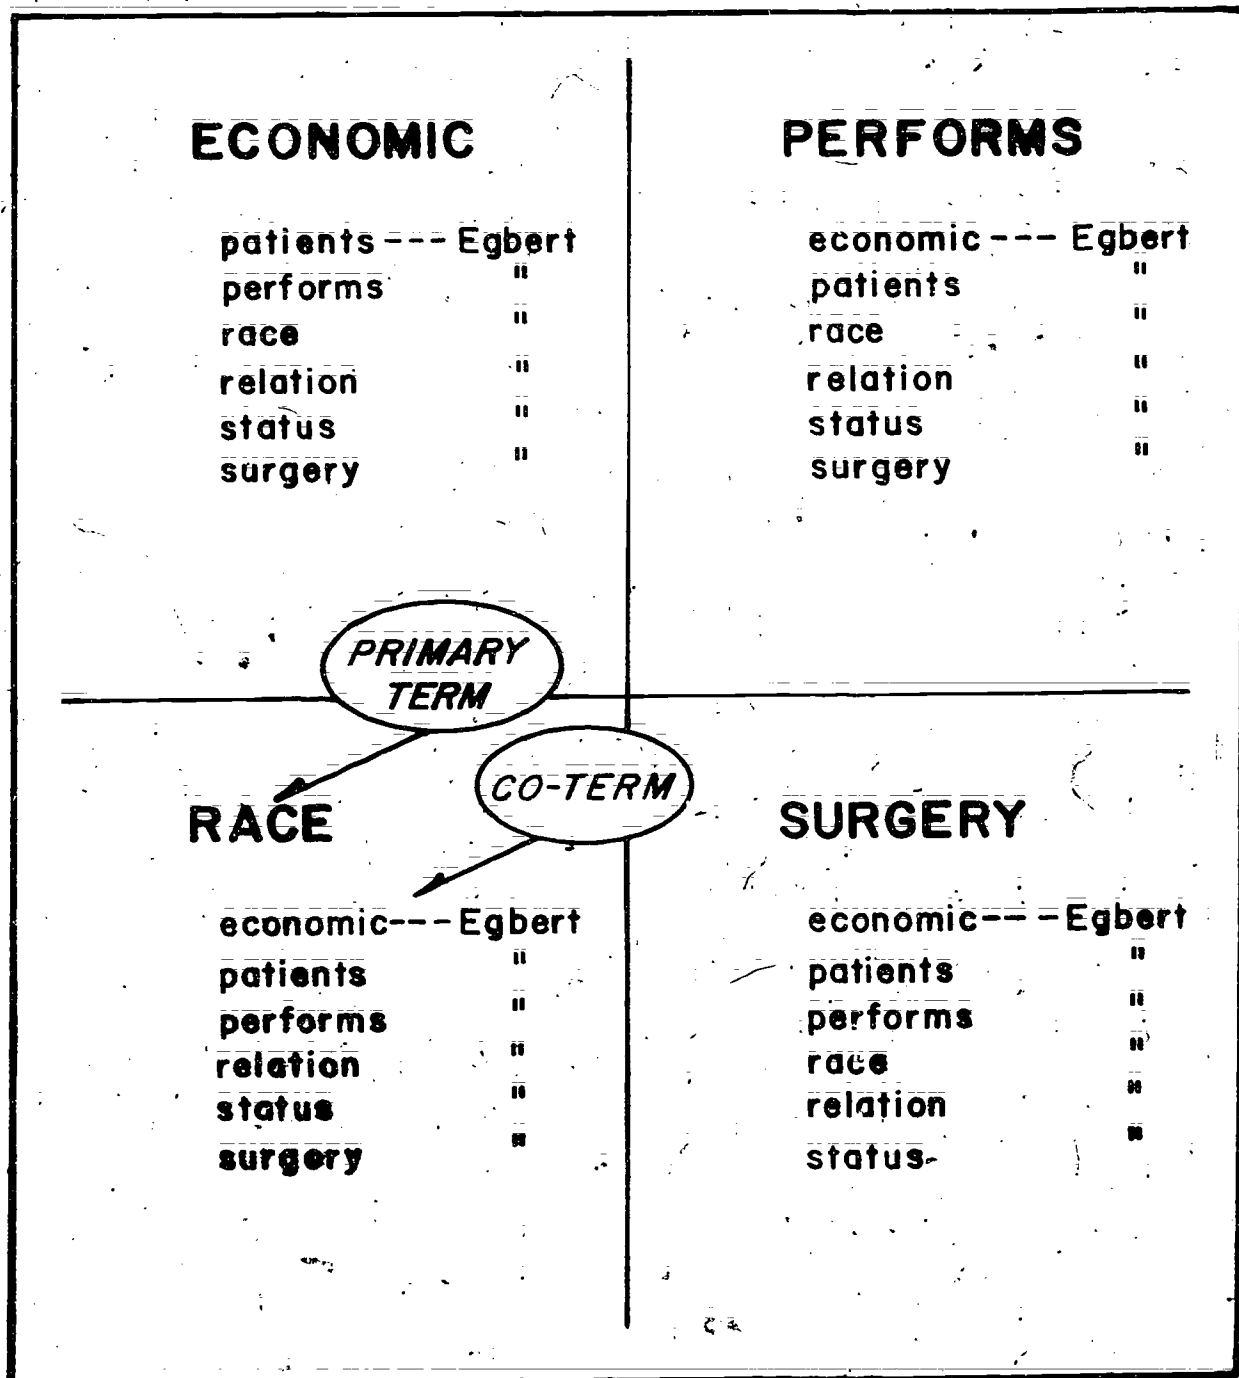 ECONOMIC
patients --- Egbert
performs "
race "
relation "
status "
surgery "
PERFORMS
economic --- Egbert
patients "
race "
relation "
status "
surgery "
PRIMARY
TERM
CO-TERM
RACE
economic --- Egbert
patients "
performs "
relation "
status "
surgery "
SURGERY
economic --- Egbert
patients "
performs "
race "
relation "
status "